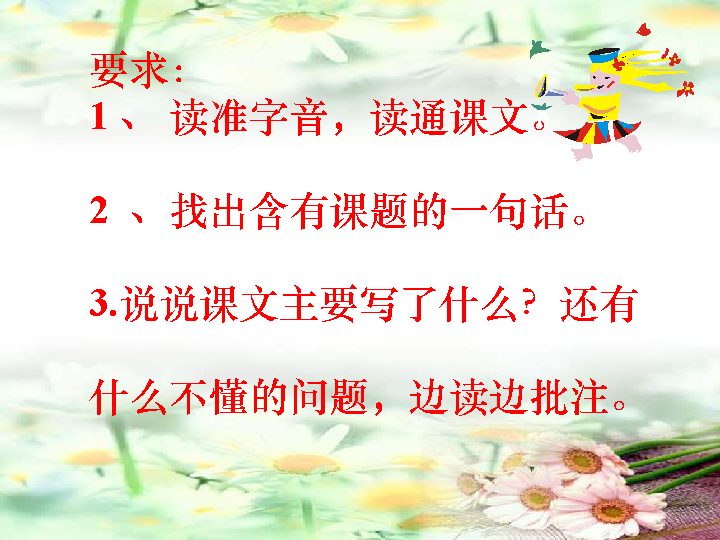 要求：
1、 读准字音，读通课文。
2 、找出含有课题的一句话。
3.说说课文主要写了什么？还有
什么不懂的问题，边读边批注。